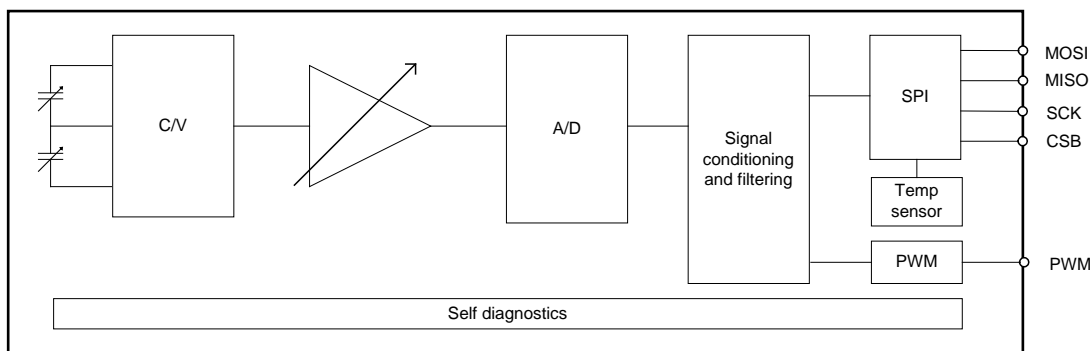 C/V
A/D
Signal
conditioning
and filtering
SPI
Temp
sensor
PWM
MOSI
MISO
SCK
CSB
PWM
Self diagnostics